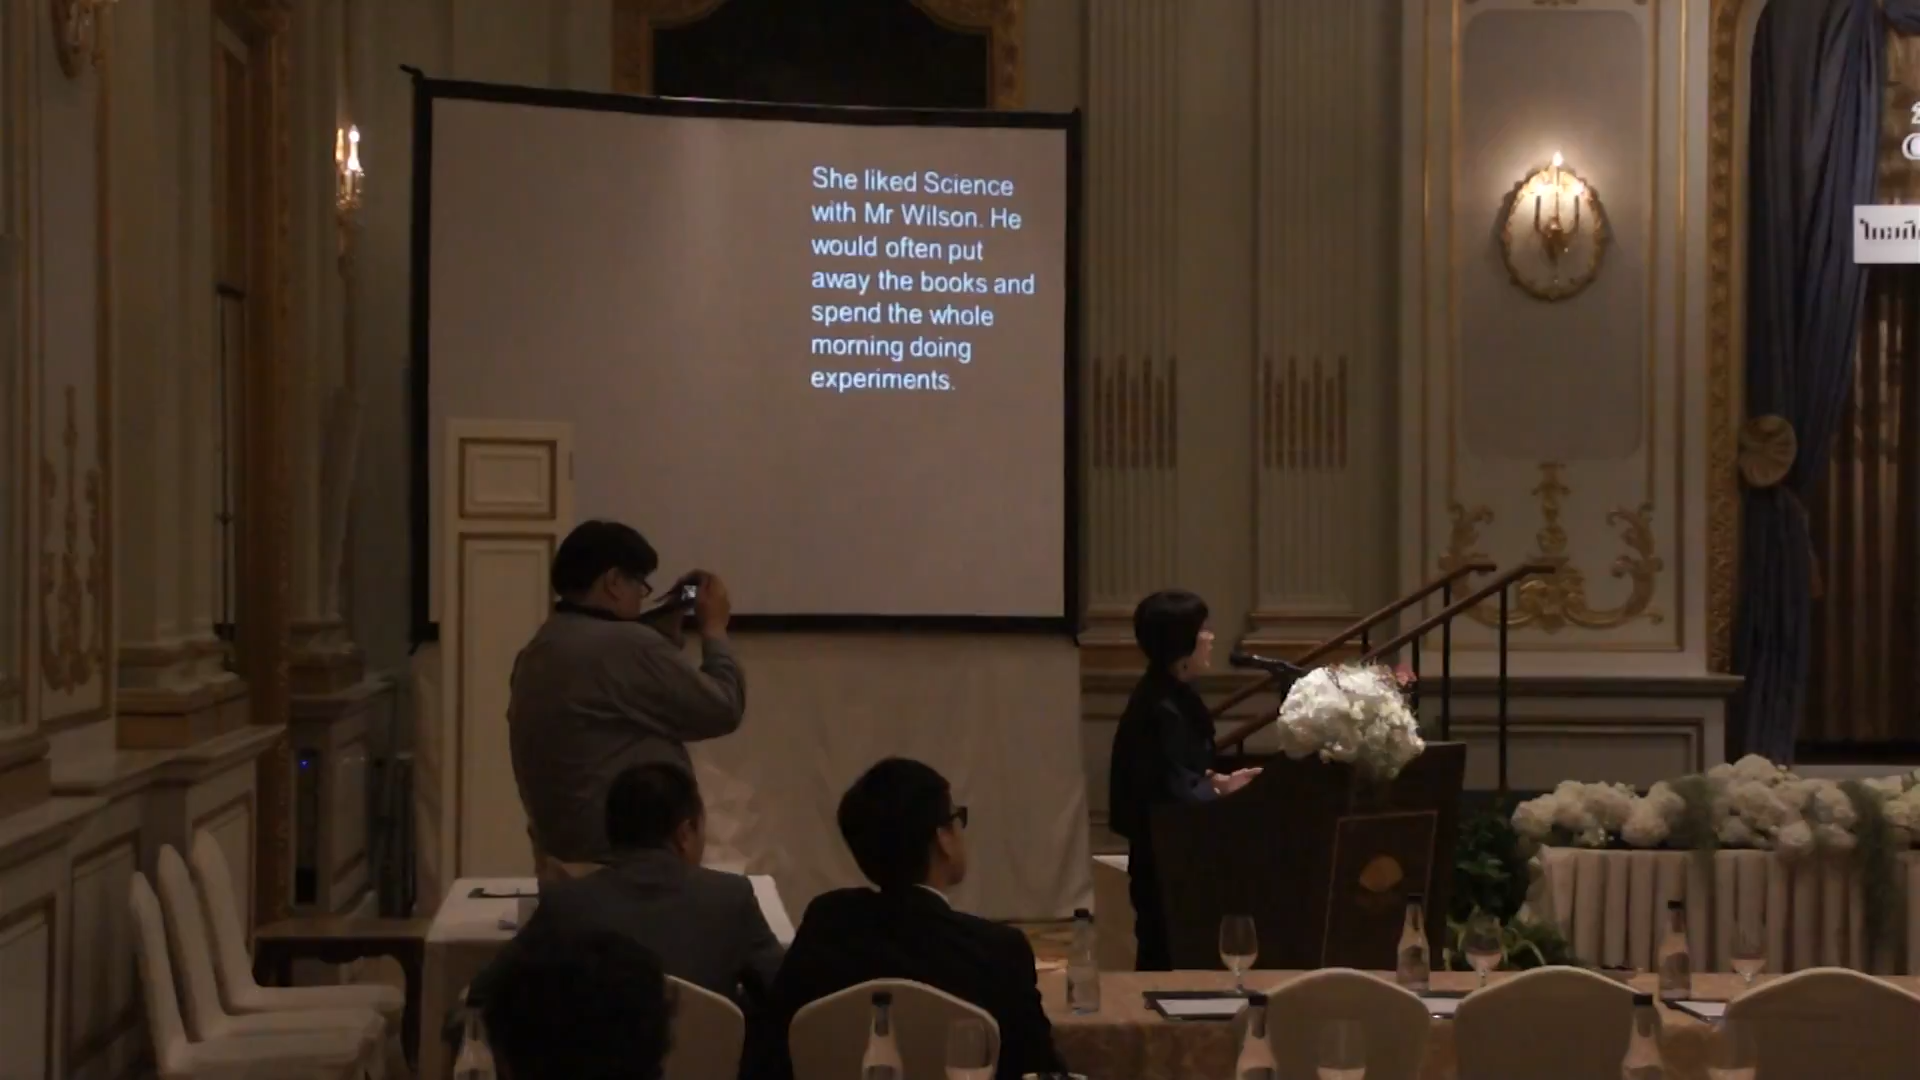 She liked Science
with Mr Wilson. He
would often put
away the books and
spend the whole
morning doing
experiments.